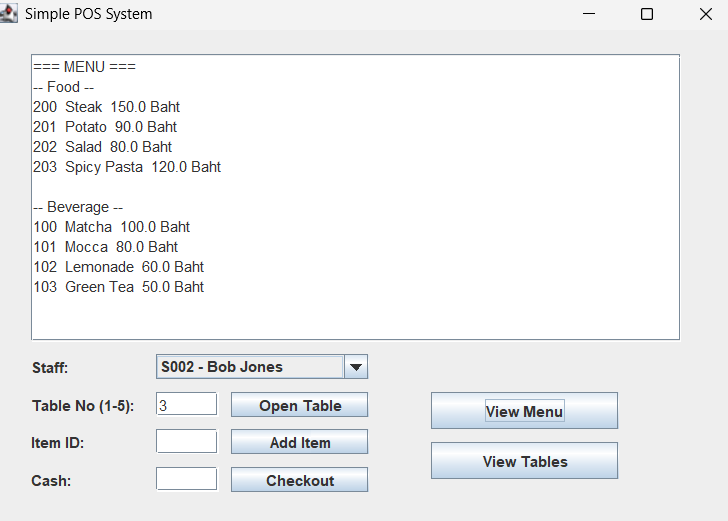 Simple POS System
=== MENU ===
-- Food --
200  Steak  150.0 Baht
201  Potato  90.0 Baht
202  Salad  80.0 Baht
203  Spicy Pasta  120.0 Baht
-- Beverage --
100  Matcha  100.0 Baht
101  Mocca  80.0 Baht
102  Lemonade  60.0 Baht
103  Green Tea  50.0 Baht
Staff: S002 - Bob Jones
Table No (1-5): 3 Open Table View Menu
Item ID: Add Item
View Tables
Cash: Checkout